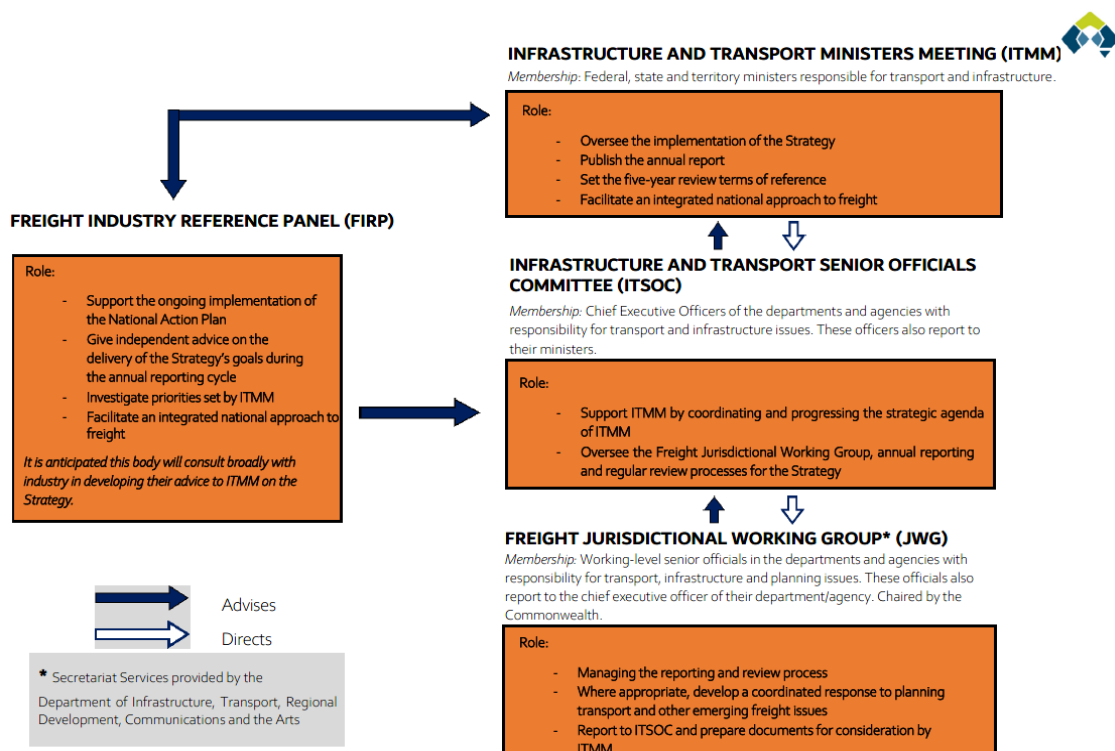 INFRASTRUCTURE AND TRANSPORT MINISTERS MEETING (ITMM)
Membership: Federal, state and territory ministers responsible for transport and infrastructure.
Role:
- Oversee the implementation of the Strategy
- Publish the annual report
- Set the five-year review terms of reference
- Facilitate an integrated national approach to freight
FREIGHT INDUSTRY REFERENCE PANEL (FIRP)
Role:
- Support the ongoing implementation of
the National Action Plan
- Give independent advice on the
delivery of the Strategy's goals during
the annual reporting cycle
- Investigate priorities set by ITMM
- Facilitate an integrated national approach to
freight
It is anticipated this body will consult broadly with
industry in developing their advice to ITMM on the
Strategy.
INFRASTRUCTURE AND TRANSPORT SENIOR OFFICIALS
COMMITTEE (ITSOC)
Membership: Chief Executive Officers of the departments and agencies with
responsibility for transport and infrastructure issues. These officers also report to
their ministers.
Role:
- Support ITMM by coordinating and progressing the strategic agenda
of ITMM
- Oversee the Freight Jurisdictional Working Group, annual reporting
and regular review processes for the Strategy
FREIGHT JURISDICTIONAL WORKING GROUP* (JWG)
Membership: Working-level senior officials in the departments and agencies with
responsibility for transport, infrastructure and planning issues. These officials also
report to the chief executive officer of their department/agency. Chaired by the
Commonwealth.
Role:
- Managing the reporting and review process
- Where appropriate, develop a coordinated response to planning
transport and other emerging freight issues
- Report to ITSOC and prepare documents for consideration by
ITMM
Advises
Directs
* Secretariat Services provided by the
Department of Infrastructure, Transport, Regional
Development, Communications and the Arts